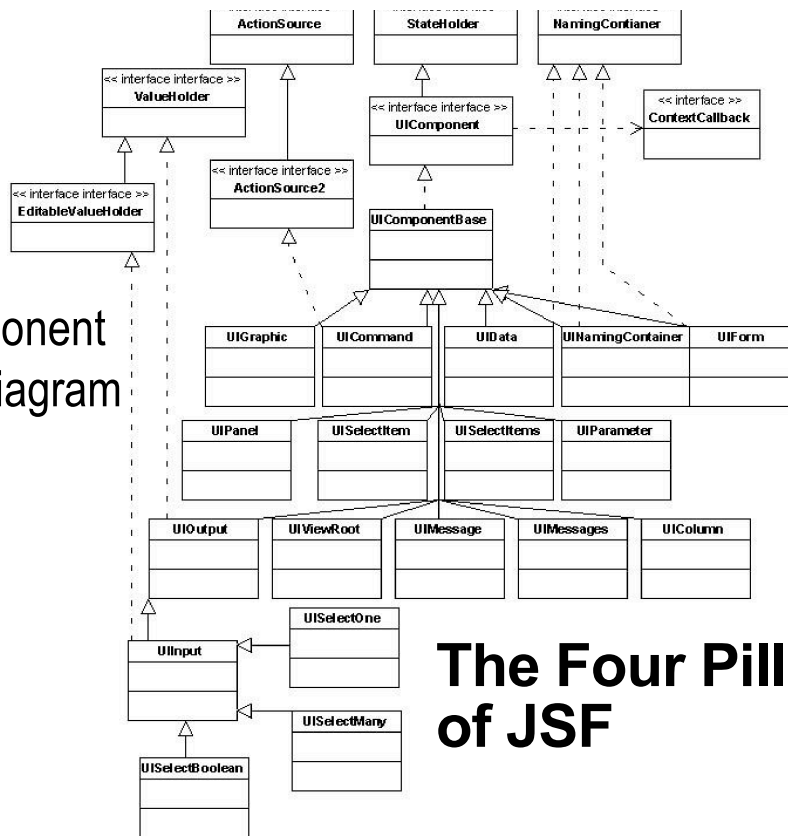 ActionSource
StateHolder
NamingContianer
<< interface interface >>
ValueHolder
<< interface interface >>
UIComponent
<< interface >>
ContextCallback
<< interface interface >>
EditableValueHolder
<< interface interface >>
ActionSource2
UIComponentBase
onent
iagram
UIGraphic
UICommand
UIData
UINamingContainer
UIForm
UIPanel
UISelectItem
UISelectItems
UIParameter
UIOutput
UIViewRoot
UIMessage
UIMessages
UIColumn
UISelectOne
UIInput
UISelectMany
UISelectBoolean
The Four Pill
of JSF